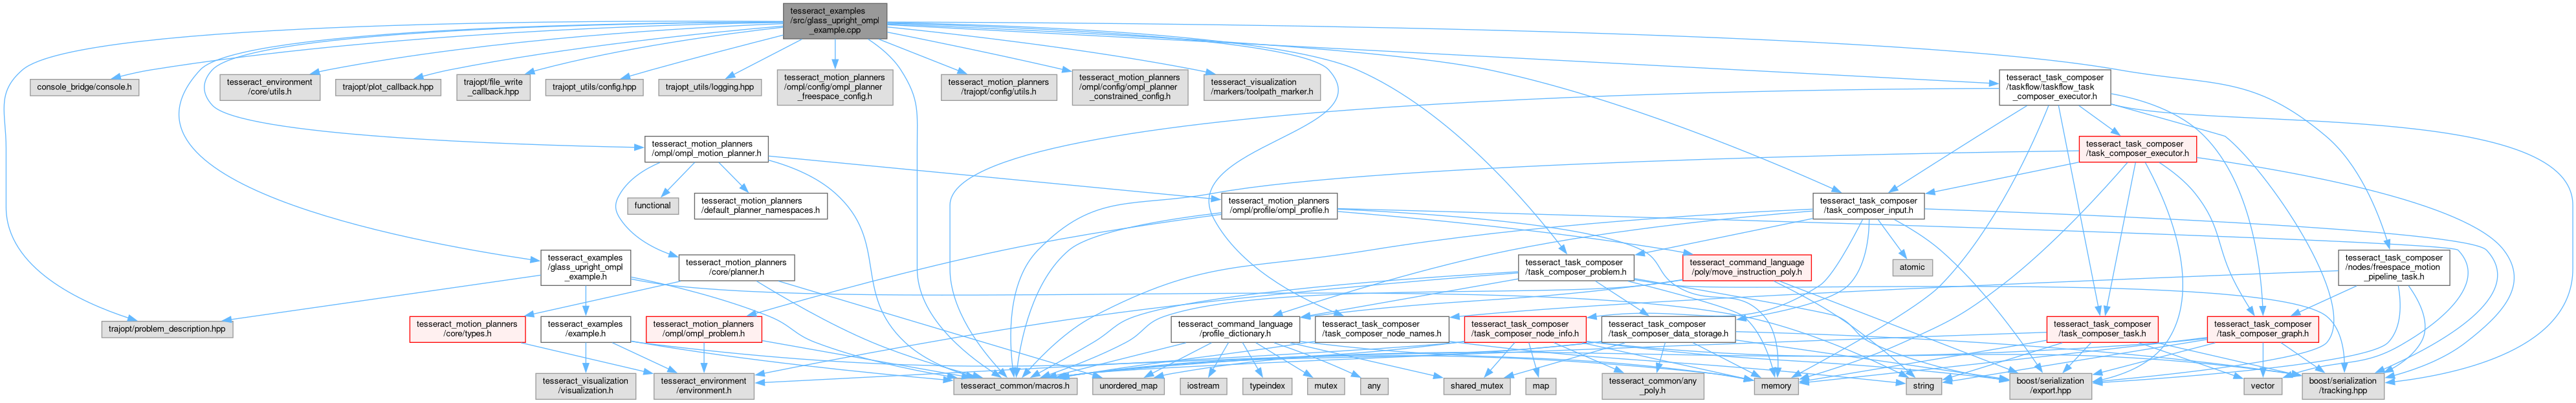 tesseract_examples
/src/glass_upright_ompl
_example.cpp
console_bridge/console.h
tesseract_environment
/core/utils.h
trajopt/plot_callback.hpp
trajopt/file_write
_callback.hpp
trajopt_utils/config.hpp
trajopt_utils/logging.hpp
tesseract_motion_planners
/ompl/config/ompl_planner
_freespace_config.h
tesseract_motion_planners
/trajopt/config/utils.h
tesseract_motion_planners
/ompl/config/ompl_planner
_constrained_config.h
tesseract_visualization
/markers/toolpath_marker.h
tesseract_task_composer
/taskflow/taskflow_task
_composer_executor.h
tesseract_motion_planners
/ompl/ompl_motion_planner.h
tesseract_task_composer
/task_composer_executor.h
functional
tesseract_motion_planners
/default_planner_namespaces.h
tesseract_motion_planners
/ompl/profile/ompl_profile.h
tesseract_task_composer
/task_composer_input.h
tesseract_examples
/glass_upright_ompl
_example.h
tesseract_motion_planners
/core/planner.h
tesseract_task_composer
/task_composer_problem.h
tesseract_command_language
/poly/move_instruction_poly.h
atomic
tesseract_task_composer
/nodes/freespace_motion
_pipeline_task.h
trajopt/problem_description.hpp
tesseract_motion_planners
/core/types.h
tesseract_examples
/example.h
tesseract_motion_planners
/ompl/ompl_problem.h
tesseract_command_language
/profile_dictionary.h
tesseract_task_composer
/task_composer_node_names.h
tesseract_task_composer
/task_composer_node_info.h
tesseract_task_composer
/task_composer_data_storage.h
tesseract_task_composer
/task_composer_task.h
tesseract_task_composer
/task_composer_graph.h
tesseract_visualization
/visualization.h
tesseract_environment
/environment.h
tesseract_common/macros.h
unordered_map
iostream
typeindex
mutex
any
shared_mutex
map
tesseract_common/any
_poly.h
memory
string
boost/serialization
/export.hpp
vector
boost/serialization
/tracking.hpp